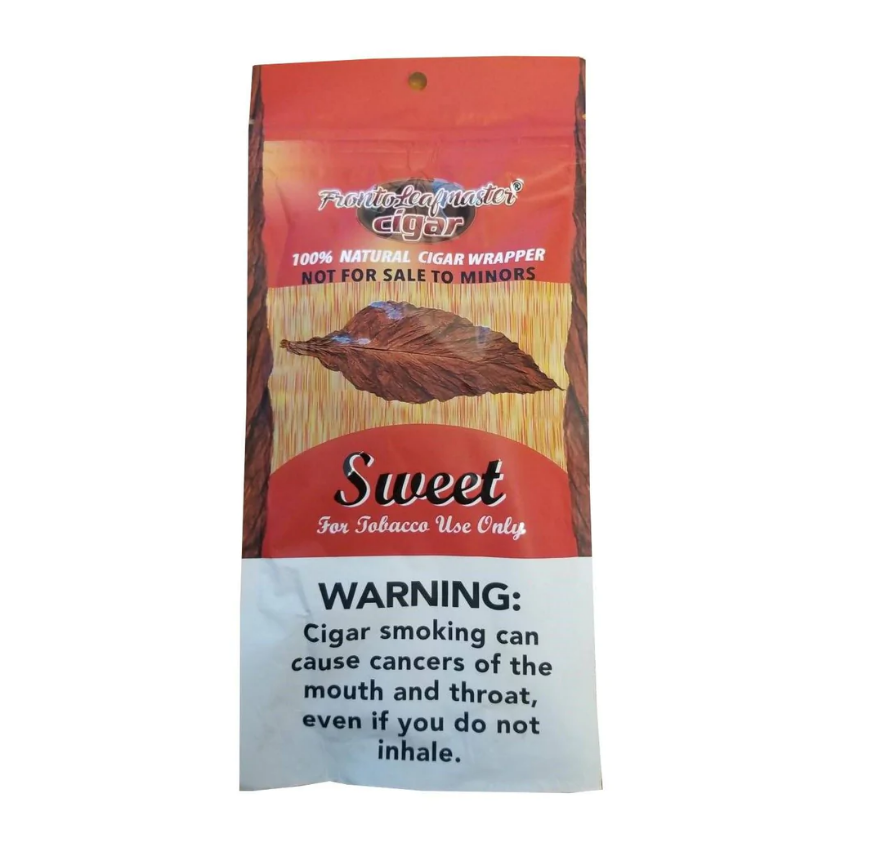 FrontoLeafmaster®
cigar
100% NATURAL CIGAR WRAPPER
NOT FOR SALE TO MINORS
Sweet
For Tobacco Use Only
WARNING:
Cigar smoking can
cause cancers of the
mouth and throat,
even if you do not
inhale.